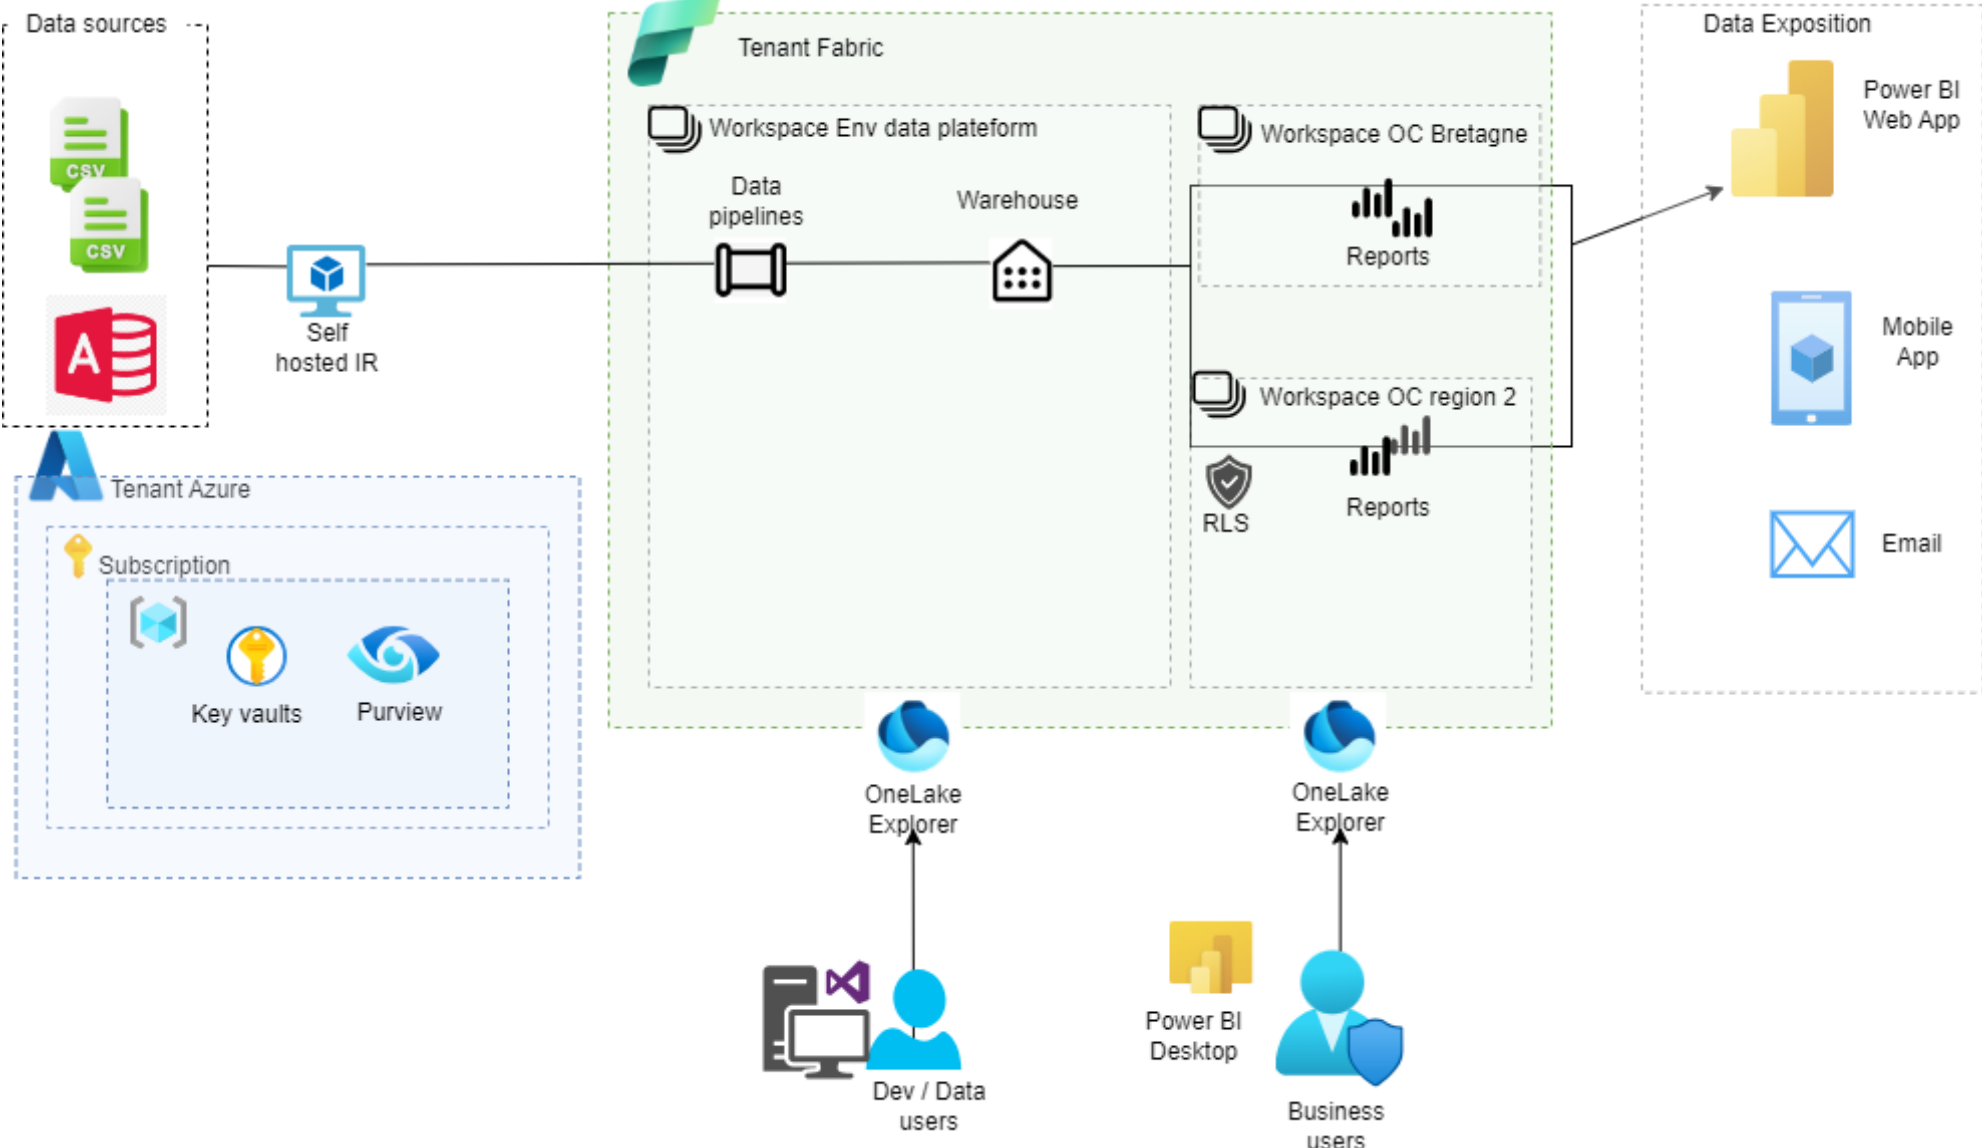 Data sources
CSV
CSV
A
Self
hosted IR
Tenant Azure
Subscription
Key vaults
Purview
Tenant Fabric
Workspace Env data plateform
Data
pipelines
Warehouse
Workspace OC Bretagne
Reports
Workspace OC region 2
RLS
Reports
OneLake
Explorer
OneLake
Explorer
Dev / Data
users
Power BI
Desktop
Business
users
Data Exposition
Power BI
Web App
Mobile
App
Email